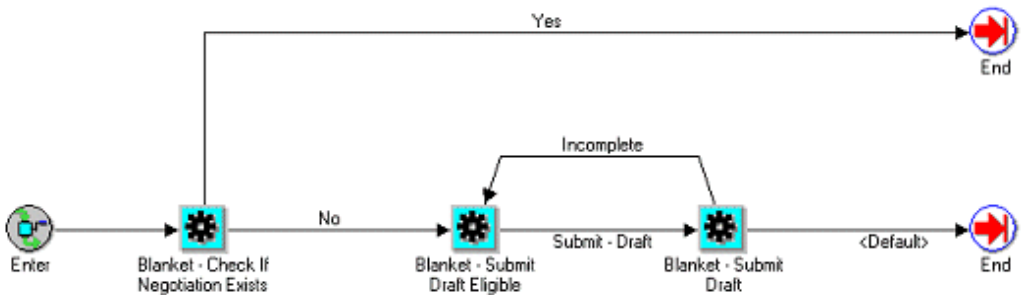 Yes
End
Incomplete
No
Submit - Draft
<Default>
Enter
Blanket - Check If
Negotiation Exists
Blanket - Submit
Draft Eligible
Blanket - Submit
Draft
End